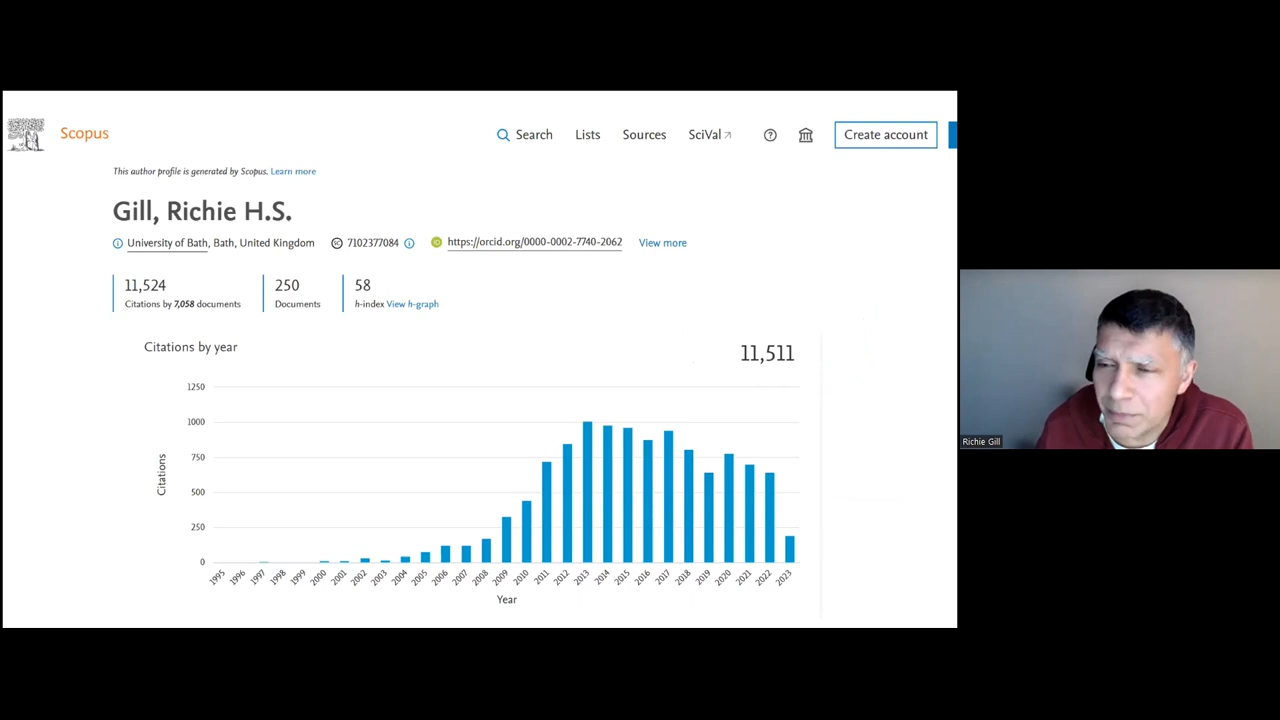 Scopus
Search Lists Sources SciVal Create account
This author profile is generated by Scopus. Learn more
Gill, Richie H.S.
University of Bath, Bath, United Kingdom 7102377084 https://orcid.org/0000-0002-7740-2062 View more
11,524 250 58
Citations by 7,058 documents Documents h-index View h-graph
Citations by year 11,511
1250
1000
750
500
250
0
Citations
1995 1996 1997 1998 1999 2000 2001 2002 2003 2004 2005 2006 2007 2008 2009 2010 2011 2012 2013 2014 2015 2016 2017 2018 2019 2020 2021 2022 2023
Year
Richie Gill